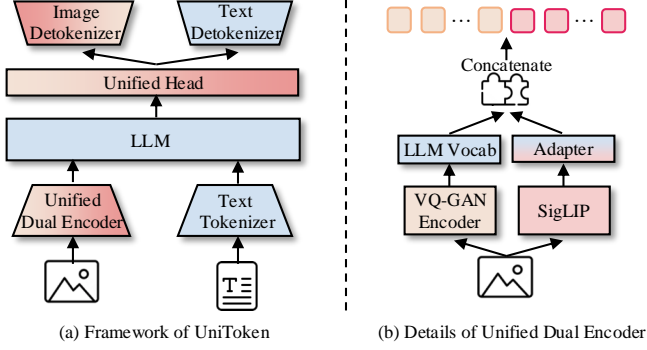 Image
Detokenizer
Text
Detokenizer
Unified Head
LLM
Unified
Dual Encoder
Text
Tokenizer
T
(a) Framework of UniToken
... ...
Concatenate
LLM Vocab
Adapter
VQ-GAN
Encoder
SigLIP
(b) Details of Unified Dual Encoder